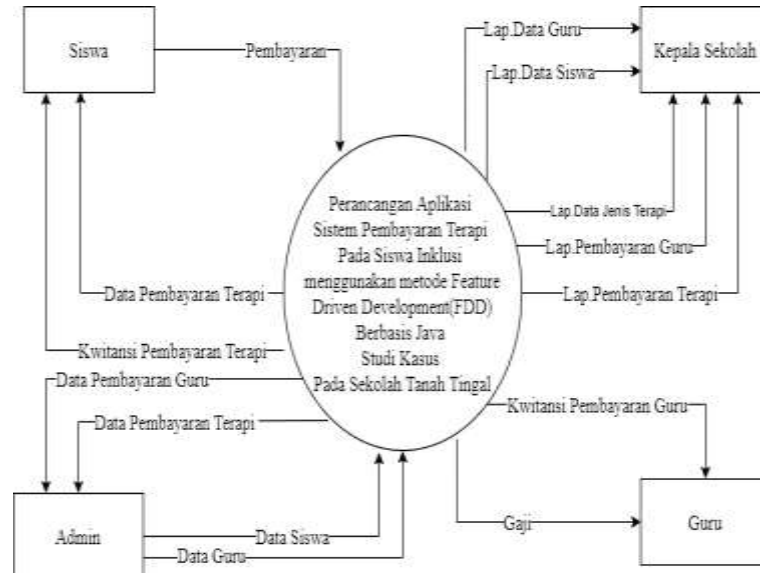 Siswa
Pembayaran
Lap.Data Guru
Lap.Data Siswa
Kepala Sekolah
Perancangan Aplikasi
Sistem Pembayaran Terapi
Pada Siswa Inklusi
menggunakan metode Feature
Driven Development(FDD)
Berbasis Java
Studi Kasus
Pada Sekolah Tanah Tingal
Lap.Data Jenis Terapi
Lap.Pembayaran Guru
Lap.Pembayaran Terapi
Data Pembayaran Terapi
Kwitansi Pembayaran Terapi
Data Pembayaran Guru
Data Pembayaran Terapi
Kwitansi Pembayaran Guru
Admin
Data Siswa
Data Guru
Gaji
Guru